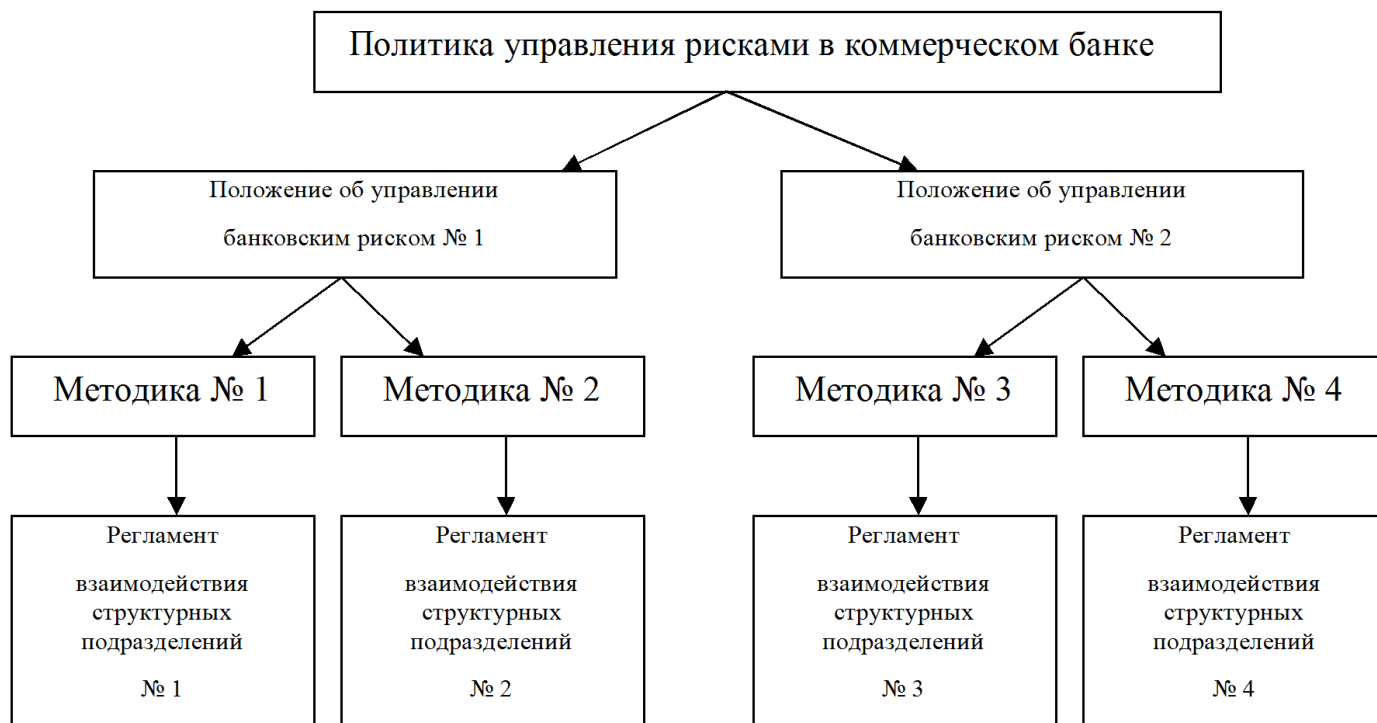 Политика управления рисками в коммерческом банке
Положение об управлении
банковским риском № 1
Положение об управлении
банковским риском № 2
Методика № 1
Методика № 2
Методика № 3
Методика № 4
Регламент
взаимодействия
структурных
подразделений
№ 1
Регламент
взаимодействия
структурных
подразделений
№ 2
Регламент
взаимодействия
структурных
подразделений
№ 3
Регламент
взаимодействия
структурных
подразделений
№ 4